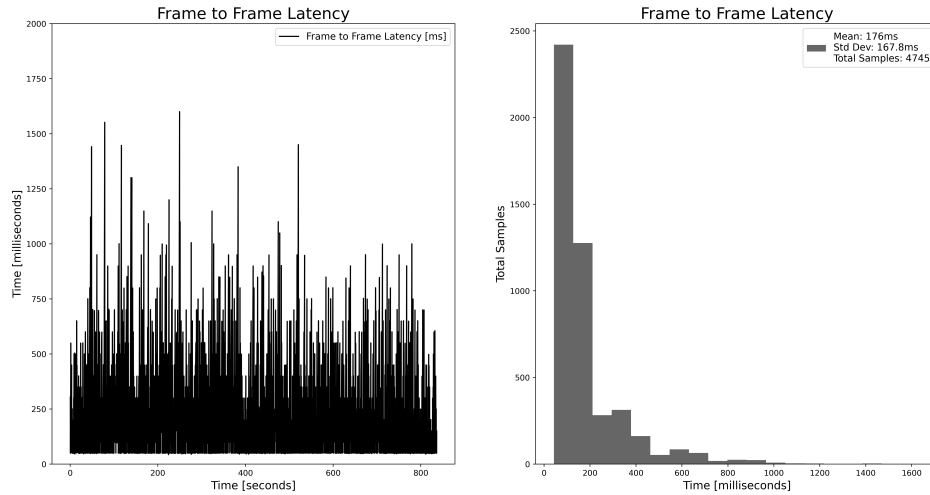 Frame to Frame Latency
Frame to Frame Latency [ms]
Time [milliseconds]
2000
1750
1500
1250
1000
750
500
250
0
0
200
400
600
800
Time [seconds]
Frame to Frame Latency
Mean: 176ms
Std Dev: 167.8ms
Total Samples: 4745
Total Samples
2500
2000
1500
1000
500
0
0
200
400
600
800
1000
1200
1400
1600
Time [milliseconds]